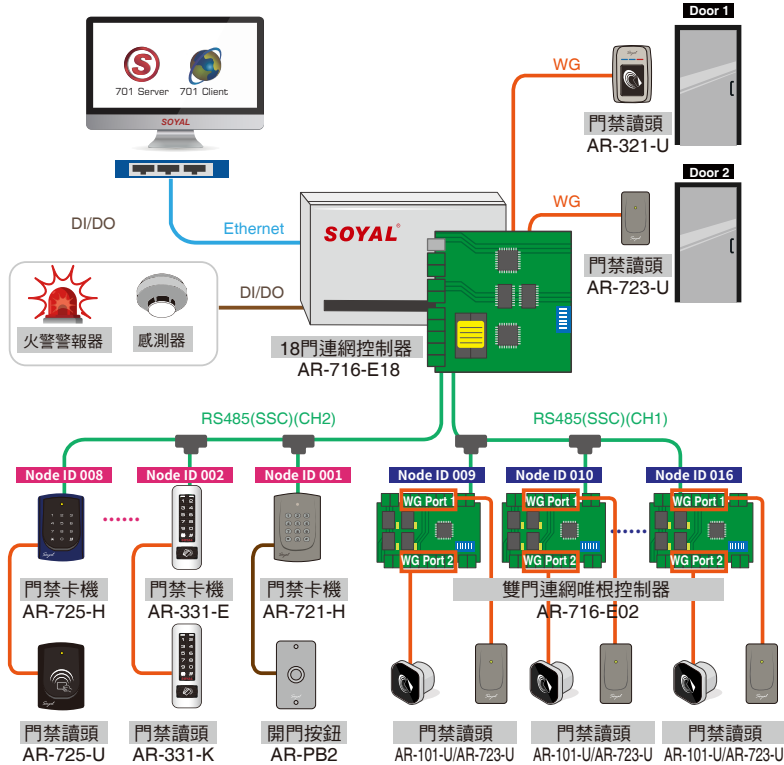 Door 1
S
701 Server
701 Client
SOYAL
WG
門禁讀頭
AR-321-U
Door 2
DI/DO
Ethernet
SOYAL
WG
門禁讀頭
AR-723-U
DI/DO
火警警報器
感測器
18門連網控制器
AR-716-E18
RS485(SSC)(CH2)
RS485(SSC)(CH1)
Node ID 008
Node ID 002
Node ID 001
Node ID 009
Node ID 010
Node ID 016
WG Port 1
WG Port 1
WG Port 1
WG Port 2
WG Port 2
WG Port 2
門禁卡機
AR-725-H
門禁卡機
AR-331-E
門禁卡機
AR-721-H
雙門連網唯根控制器
AR-716-E02
門禁讀頭
AR-725-U
門禁讀頭
AR-331-K
開門按鈕
AR-PB2
門禁讀頭
AR-101-U/AR-723-U
門禁讀頭
AR-101-U/AR-723-U
門禁讀頭
AR-101-U/AR-723-U